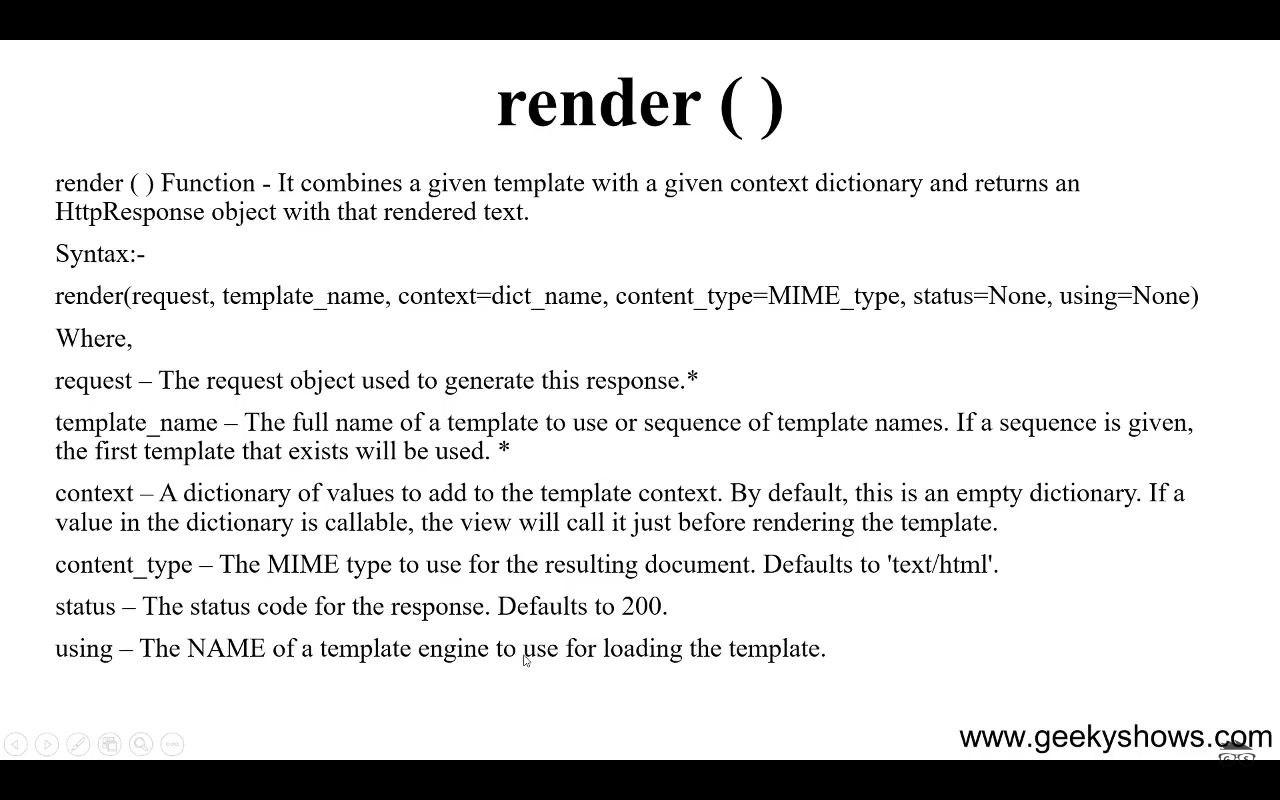 render ( )
render ( ) Function - It combines a given template with a given context dictionary and returns an
HttpResponse object with that rendered text.
Syntax:-
render(request, template_name, context=dict_name, content_type=MIME_type, status=None, using=None)
Where,
request – The request object used to generate this response.*
template_name – The full name of a template to use or sequence of template names. If a sequence is given,
the first template that exists will be used. *
context – A dictionary of values to add to the template context. By default, this is an empty dictionary. If a
value in the dictionary is callable, the view will call it just before rendering the template.
content_type – The MIME type to use for the resulting document. Defaults to 'text/html'.
status – The status code for the response. Defaults to 200.
using – The NAME of a template engine to use for loading the template.
www.geekyshows.com